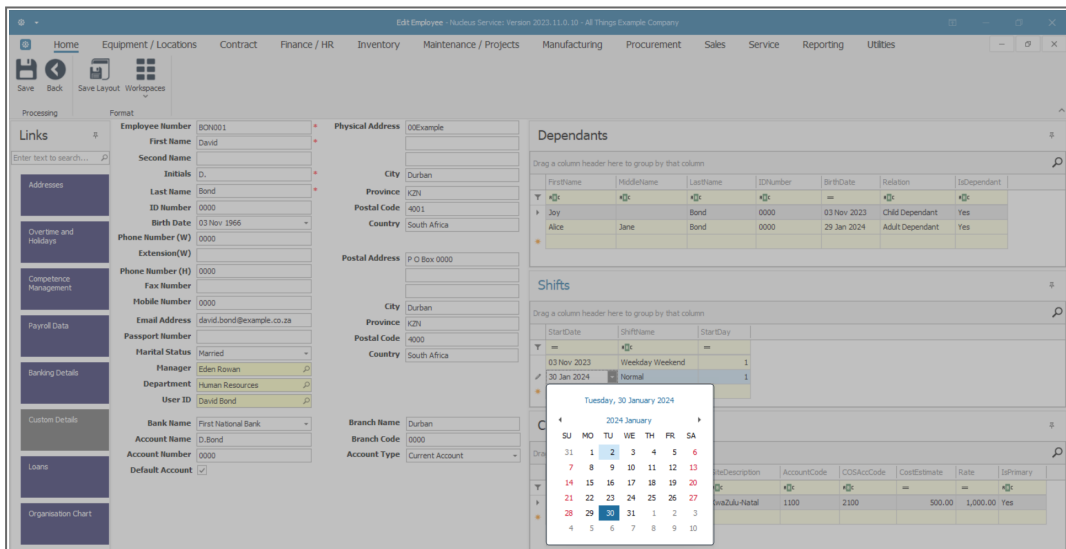 Edit Employee - Nucleus Service: Version 2023.11.0.10 - All Things Example Company
Home Equipment / Locations Contract Finance / HR Inventory Maintenance / Projects Manufacturing Procurement Sales Service Reporting Utilities
Save Back Save Layout Workspaces
Processing Format
Links
Enter text to search...
Addresses
Overtime and
Holidays
Competence
Management
Payroll Data
Banking Details
Custom Details
Loans
Organisation Chart
Employee Number BON001 *
First Name David *
Second Name
Initials D. *
Last Name Bond *
ID Number 0000
Birth Date 03 Nov 1966
Phone Number (W) 0000
Extension(W)
Phone Number (H) 0000
Fax Number
Mobile Number 0000
Email Address david.bond@example.co.za
Passport Number
Marital Status Married
Manager Eden Rowan
Department Human Resources
User ID David Bond
Bank Name First National Bank
Account Name D.Bond
Account Number 0000
Default Account
Physical Address 00Example
City Durban
Province KZN
Postal Code 4001
Country South Africa
Postal Address P O Box 0000
City Durban
Province KZN
Postal Code 4000
Country South Africa
Branch Name Durban
Branch Code 0000
Account Type Current Account
Dependants
Drag a column header here to group by that column
FirstName MiddleName LastName IDNumber BirthDate Relation IsDependant
Joy Bond 0000 03 Nov 2023 Child Dependant Yes
Alice Jane Bond 0000 29 Jan 2024 Adult Dependant Yes
Shifts
Drag a column header here to group by that column
StartDate ShiftName StartDay
03 Nov 2023 Weekday Weekend 1
30 Jan 2024 Normal 1
Tuesday, 30 January 2024
2024 January
SU MO TU WE TH FR SA
31 1 2 3 4 5 6
7 8 9 10 11 12 13
14 15 16 17 18 19 20
21 22 23 24 25 26 27
28 29 30 31 1 2 3
4 5 6 7 8 9 10
AccountCode COSAccCode CostEstimate Rate IsPrimary
1100 2100 500.00 1,000.00 Yes